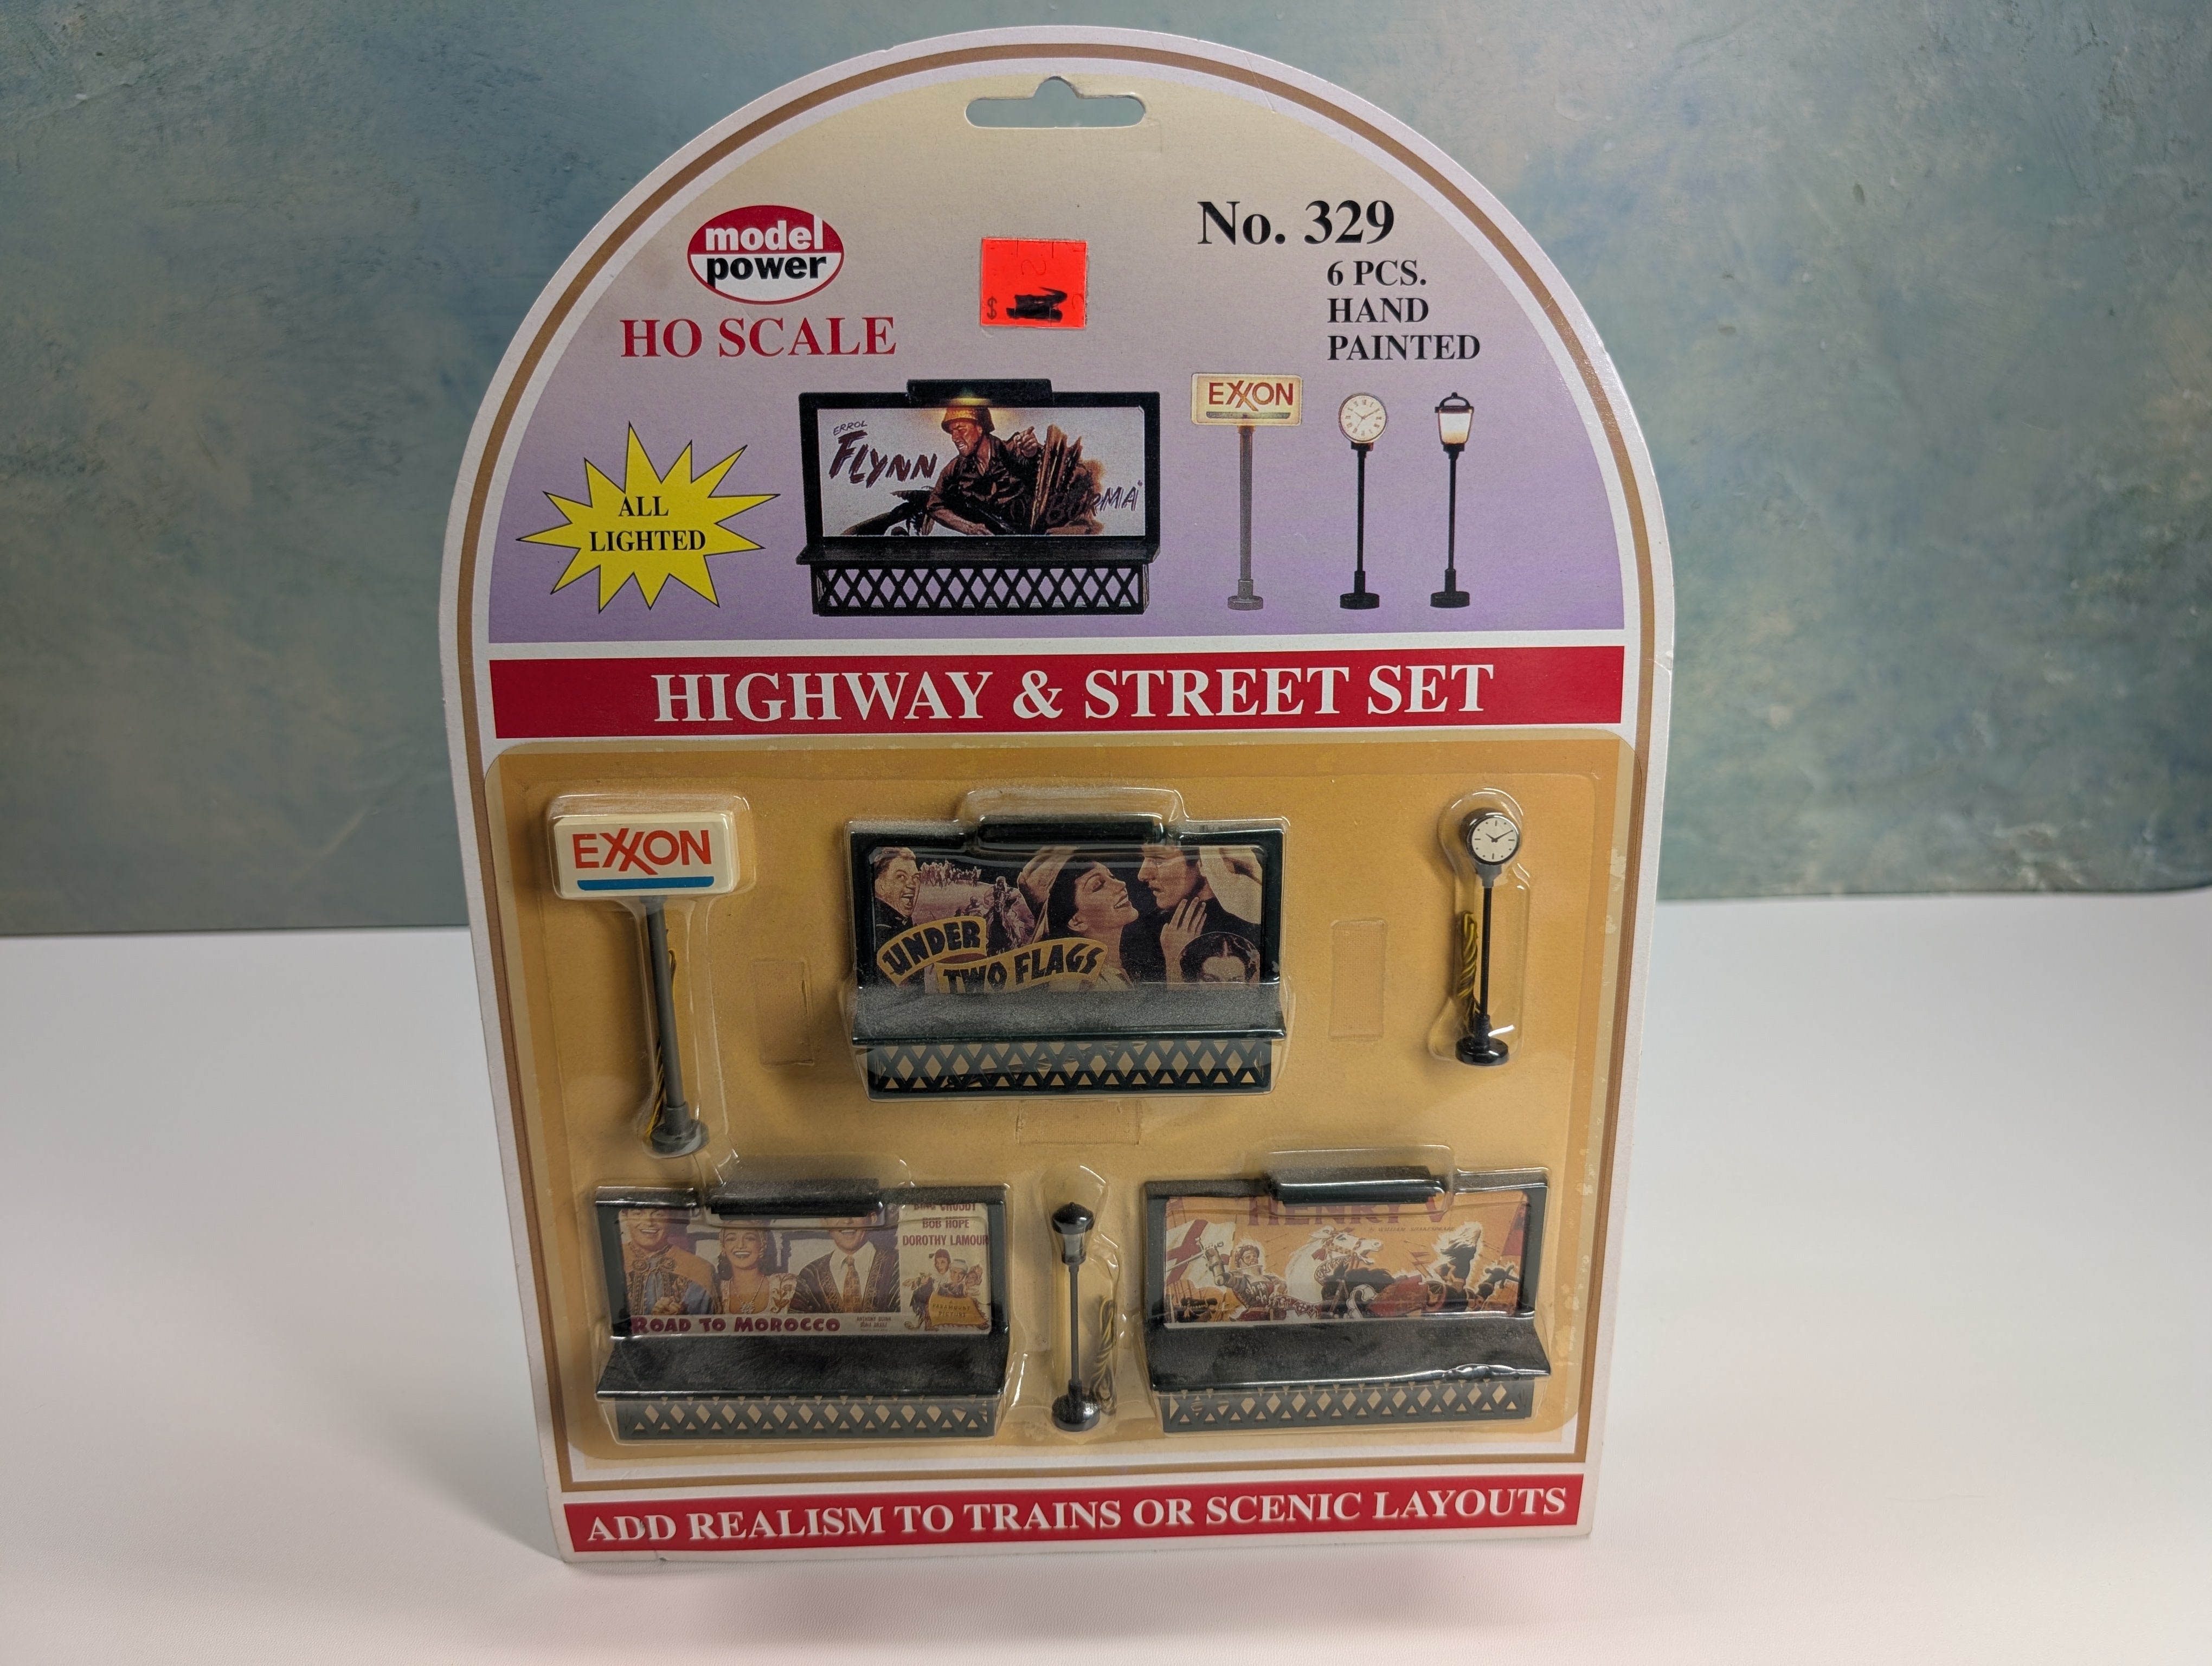 model
power
HO SCALE
$
No. 329
6 PCS.
HAND
PAINTED
ALL
LIGHTED
ERROL
FLYNN
BURMA"
EXXON
HIGHWAY & STREET SET
EXXON
UNDER
TWO FLAGS
BING CROSBY
BOB HOPE
DOROTHY LAMOUR
ROAD TO MOROCCO
HENRY V
ADD REALISM TO TRAINS OR SCENIC LAYOUTS